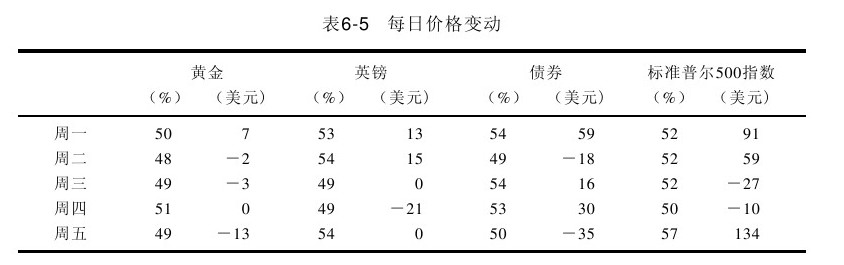 表6-5 每日价格变动
黄金 英镑 债券 标准普尔500指数
（%） （美元） （%） （美元） （%） （美元） （%） （美元）
周一 50 7 53 13 54 59 52 91
周二 48 －2 54 15 49 －18 52 59
周三 49 －3 49 0 54 16 52 －27
周四 51 0 49 －21 53 30 50 －10
周五 49 －13 54 0 50 －35 57 134